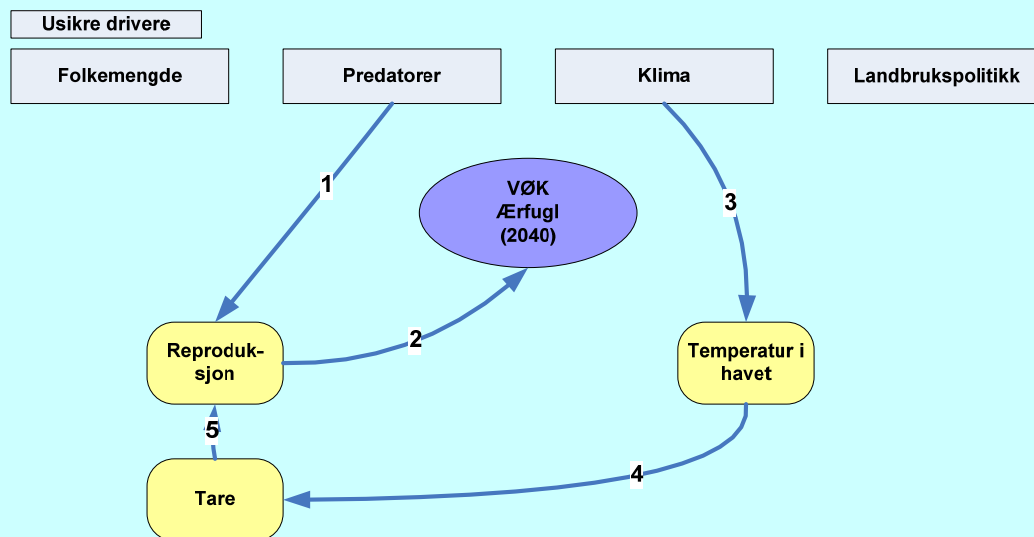 Usikre drivere
Folkemengde
Predatorer
Klima
Landbrukspolitikk
1
VØK
Ærfugl
(2040)
3
2
Reproduk-
sjon
Temperatur i
havet
5
4
Tare